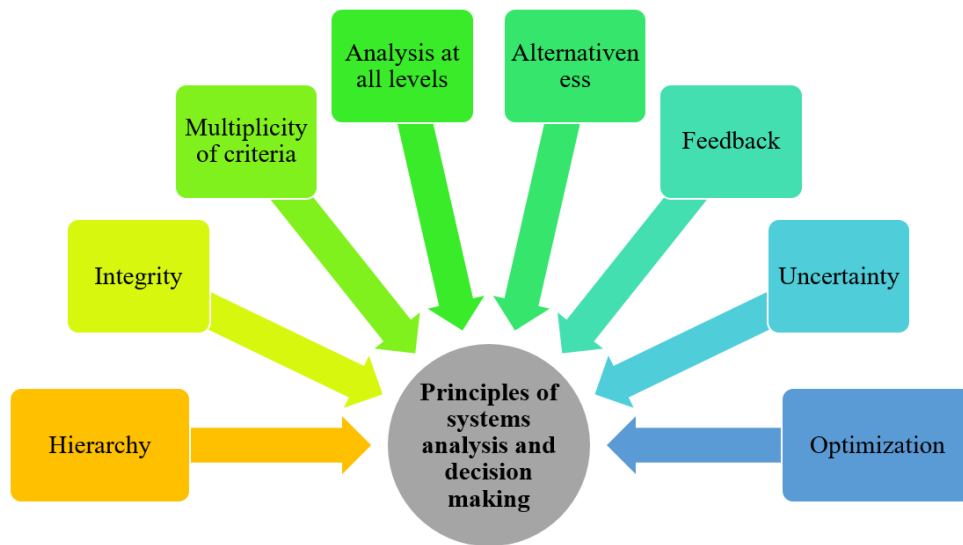 Analysis at
all levels
Alternativen
ess
Multiplicity
of criteria
Feedback
Integrity
Uncertainty
Hierarchy
Principles of
systems
analysis and
decision
making
Optimization